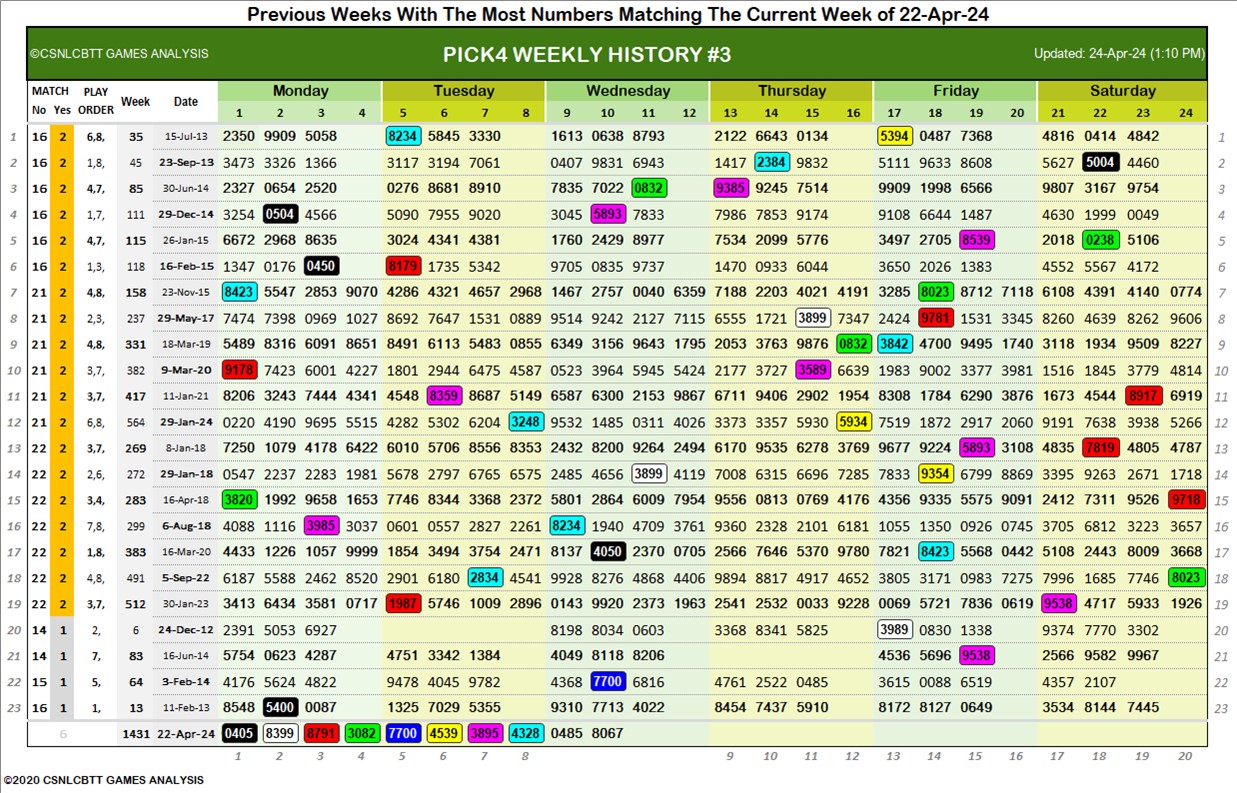 Previous Weeks With The Most Numbers Matching The Current Week of 22-Apr-24
©CSNLCBTT GAMES ANALYSIS PICK4 WEEKLY HISTORY #3 Updated: 24-Apr-24 (1:10 PM)
MATCH PLAY Week Date Monday Tuesday Wednesday Thursday Friday Saturday
No Yes ORDER 1 2 3 4 5 6 7 8 9 10 11 12 13 14 15 16 17 18 19 20 21 22 23 24
1 16 2 6,8, 35 15-Jul-13 2350 9909 5058 8234 5845 3330 1613 0638 8793 2122 6643 0134 5394 0487 7368 4816 0414 4842 1
2 16 2 1,8, 45 23-Sep-13 3473 3326 1366 3117 3194 7061 0407 9831 6943 1417 2384 9832 5111 9633 8608 5627 5004 4460 2
3 16 2 4,7, 85 30-Jun-14 2327 0654 2520 0276 8681 8910 7835 7022 0832 9385 9245 7514 9909 1998 6566 9807 3167 9754 3
4 16 2 1,7, 111 29-Dec-14 3254 0504 4566 5090 7955 9020 3045 5893 7833 7986 7853 9174 9108 6644 1487 4630 1999 0049 4
5 16 2 4,7, 115 26-Jan-15 6672 2968 8635 3024 4341 4381 1760 2429 8977 7534 2099 5776 3497 2705 8539 2018 0238 5106 5
6 16 2 1,3, 118 16-Feb-15 1347 0176 0450 8179 1735 5342 9705 0835 9737 1470 0933 6044 3650 2026 1383 4552 5567 4172 6
7 21 2 4,8, 158 23-Nov-15 8423 5547 2853 9070 4286 4321 4657 2968 1467 2757 0040 6359 7188 2203 4021 4191 3285 8023 8712 7118 6108 4391 4140 0774 7
8 21 2 2,3, 237 29-May-17 7474 7398 0969 1027 8692 7647 1531 0889 9514 9242 2127 7115 6555 1721 3899 7347 2424 9781 1531 3345 8260 4639 8262 9606 8
9 21 2 4,8, 331 18-Mar-19 5489 8316 6091 8651 8491 6113 5483 0855 6349 3156 9643 1795 2053 3763 9876 0832 3842 4700 9495 1740 3118 1934 9509 8227 9
10 21 2 3,7, 382 9-Mar-20 9178 7423 6001 4227 1801 2944 6475 4587 0523 3964 5945 5424 2177 3727 3589 6639 1983 9002 3377 3981 1516 1845 3779 4814 10
11 21 2 3,7, 417 11-Jan-21 8206 3243 7444 4341 4548 8359 8687 5149 6587 6300 2153 9867 6711 9406 2902 1954 8308 1784 6290 3876 1673 4544 8917 6919 11
12 21 2 6,8, 564 29-Jan-24 0220 4190 9695 5515 4282 5302 6204 3248 9532 1485 0311 4026 3373 3357 5930 5934 7519 1872 2917 2060 9191 7638 3938 5266 12
13 22 2 3,7, 269 8-Jan-18 7250 1073 4178 6422 6010 5706 8556 8353 2432 8200 9264 2494 6170 9535 6278 3769 9677 9224 5893 3108 4835 7819 4805 4787 13
14 22 2 2,6, 272 29-Jan-18 0547 2237 2283 1981 5628 2797 6765 6575 2485 4656 3899 4119 7008 6315 6696 7285 7833 9354 6799 8869 3395 9263 2671 1718 14
15 22 2 3,4, 283 16-Apr-18 3820 1992 9658 1653 7746 8344 3368 2372 5801 2864 6009 7954 9556 0813 0769 4176 4356 9435 5575 9091 2412 7311 9526 9718 15
16 22 2 7,8, 299 6-Aug-18 4088 1116 3985 3037 0601 0557 2827 2261 8234 1940 4709 3761 9360 3328 2101 6181 1055 1350 0926 0745 3705 6812 3223 3657 16
17 22 2 1,8, 383 16-Mar-20 4433 1226 1057 9999 1854 3494 3754 2471 8137 4050 2370 0705 2566 7646 5370 9780 7821 8423 5568 0442 5108 2443 8009 3668 17
18 22 2 4,8, 491 5-Sep-22 6187 5588 2462 8520 2901 6180 2834 4541 9928 8276 4868 4406 9894 8817 4917 4652 3805 3171 0983 7275 7996 1685 7746 8023 18
19 22 2 3,7, 512 30-Jan-23 3413 6434 3581 0717 1987 5746 1009 2896 0143 9920 2373 1963 2541 2532 0033 9228 0069 5721 7836 0619 9538 4717 5933 1926 19
20 14 1 2, 6 24-Dec-12 2391 5053 6927 8198 8034 0603 3368 8341 5825 3989 0830 1338 9374 7770 3302 20
21 14 1 7, 83 16-Jun-14 5754 0623 4287 4751 3342 1384 4049 8118 8206 4536 5696 9538 2566 9582 9967 21
22 15 1 5, 64 3-Feb-14 4176 5624 4822 9478 4045 9782 4368 7700 6816 4761 2522 0485 3615 0088 6519 4357 2107 22
23 16 1 1, 13 11-Feb-13 8548 5400 0087 1325 7029 5355 9310 7713 4022 8454 7437 5910 8172 8127 0649 3534 8144 7445 23
6 1431 22-Apr-24 0405 8399 8791 3082 7700 4539 3895 4328 0485 8067
1 2 3 4 5 6 7 8 9 10 11 12 13 14 15 16 17 18 19 20
©2020 CSNLCBTT GAMES ANALYSIS